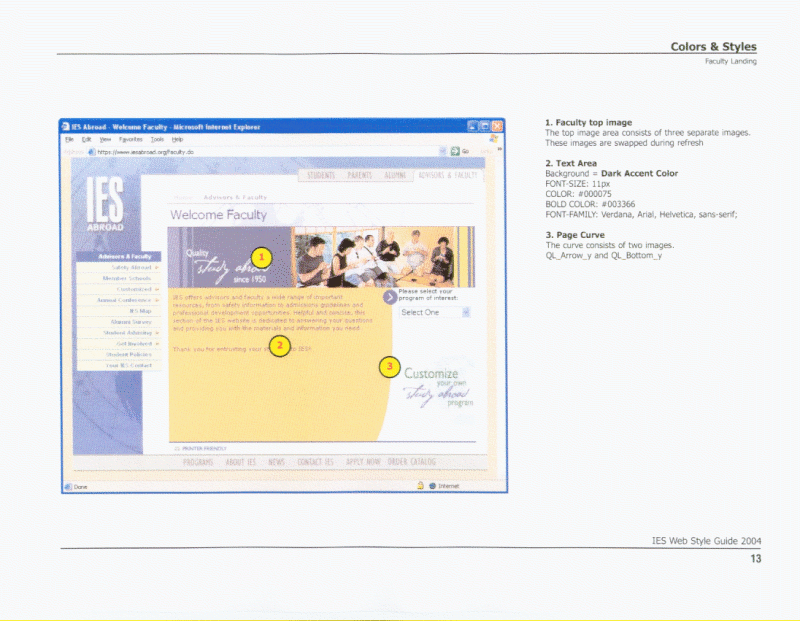 Colors & Styles
Faculty Landing
IES Abroad - Welcome Faculty - Microsoft Internet Explorer
File Edit View Favorites Tools Help
https://www.iesabroad.org/faculty.do
Go
STUDENTS PARENTS ALUMNI ADVISORS & FACULTY
IES
ABROAD
Advisors & Faculty
Welcome Faculty
Quality
study abroad
since 1950
1
Advisors & Faculty
Safety Abroad
Member Schools
Customized
Annual Conference
IES Map
Alumni Survey
Student Advising
Get Involved
Student Policies
Your IES Contact
IES offers advisors and faculty a wide range of important
resources, from safety information to admissions guidelines and
professional development opportunities. Helpful and concise, this
section of the IES website is dedicated to answering your questions
and providing you with the materials and information you need.
Thank you for entrusting your to IES!
2
Please select your
program of interest:
Select One
3
Customize
your own
study abroad
program
PRINTER FRIENDLY
PROGRAMS ABOUT IES NEWS CONTACT IES APPLY NOW ORDER CATALOG
Done
Internet
1. Faculty top image
The top image area consists of three separate images.
These images are swapped during refresh
2. Text Area
Background = Dark Accent Color
FONT-SIZE: 11px
COLOR: #000075
BOLD COLOR: #003366
FONT-FAMILY: Verdana, Arial, Helvetica, sans-serif;
3. Page Curve
The curve consists of two images.
QL_Arrow_y and QL_Bottom_y
IES Web Style Guide 2004
13